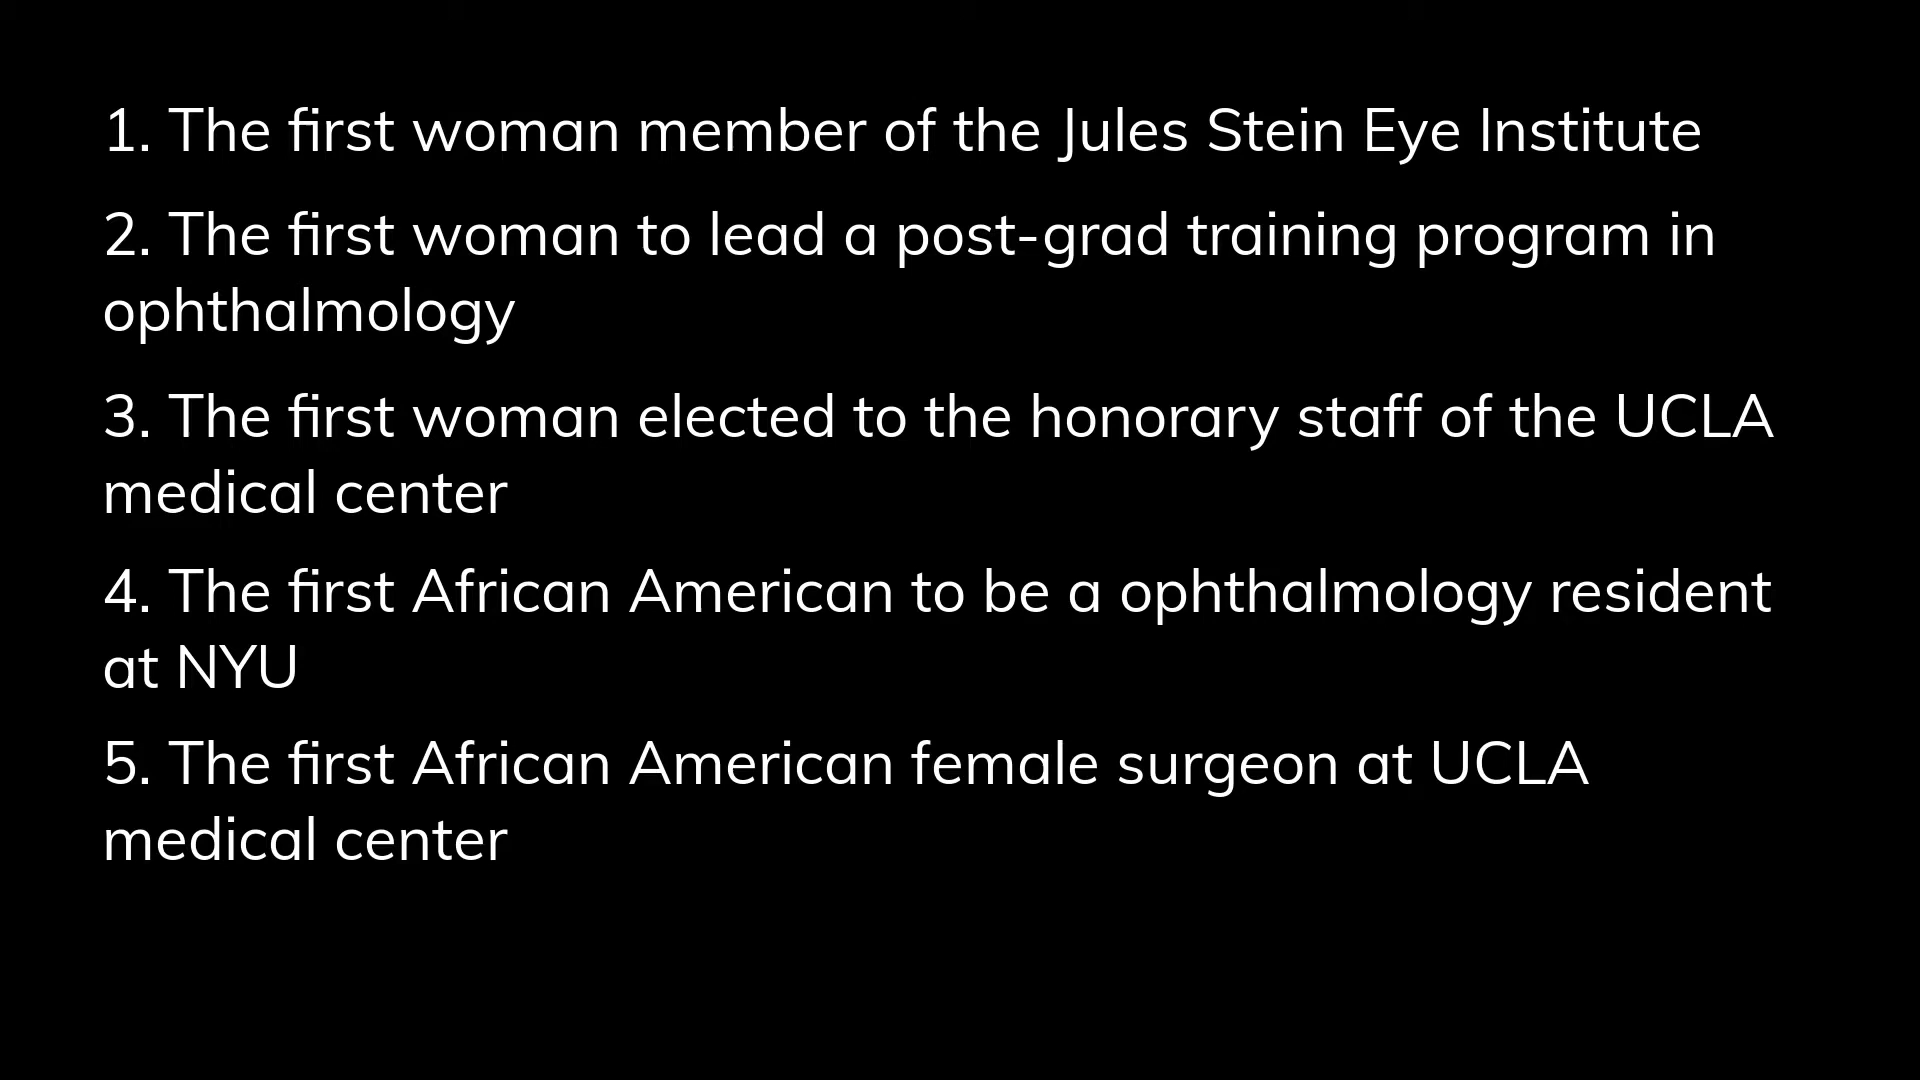 1. The first woman member of the Jules Stein Eye Institute
2. The first woman to lead a post-grad training program in
ophthalmology
3. The first woman elected to the honorary staff of the UCLA
medical center
4. The first African American to be a ophthalmology resident
at NYU
5. The first African American female surgeon at UCLA
medical center